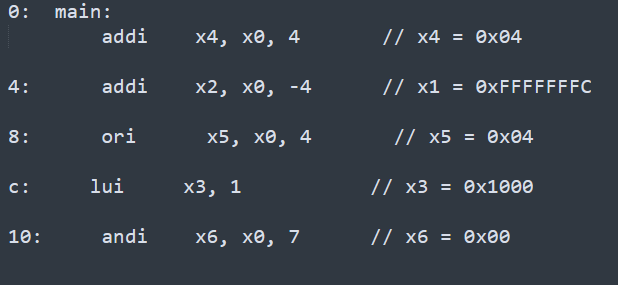 0:  main:
        addi    x4, x0, 4       // x4 = 0x04
4:      addi    x2, x0, -4      // x1 = 0xFFFFFFFC
8:      ori      x5, x0, 4       // x5 = 0x04
c:     lui     x3, 1           // x3 = 0x1000
10:     andi    x6, x0, 7      // x6 = 0x00